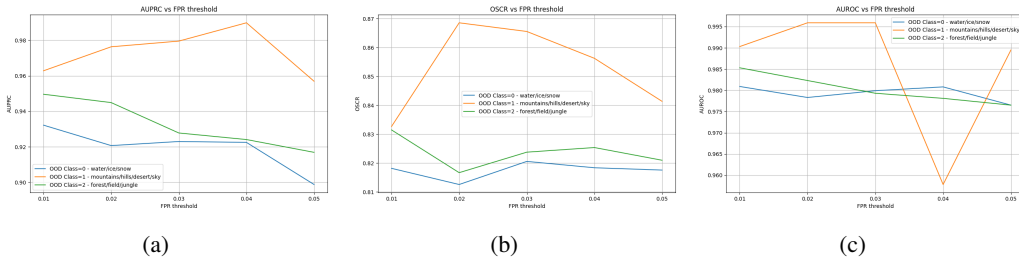 AUPRC vs FPR threshold
AUPRC
0.98
0.96
0.94
0.92
0.90
OOD Class=0 - water/ice/snow
OOD Class=1 - mountains/hills/desert/sky
OOD Class=2 - forest/field/jungle
0.01 0.02 0.03 0.04 0.05
FPR threshold
(a)
OSCR vs FPR threshold
OSCR
0.87
0.86
0.85
0.84
0.83
0.82
0.81
OOD Class=0 - water/ice/snow
OOD Class=1 - mountains/hills/desert/sky
OOD Class=2 - forest/field/jungle
0.01 0.02 0.03 0.04 0.05
FPR threshold
(b)
AUROC vs FPR threshold
AUROC
0.995
0.990
0.985
0.980
0.975
0.970
0.965
0.960
OOD Class=0 - water/ice/snow
OOD Class=1 - mountains/hills/desert/sky
OOD Class=2 - forest/field/jungle
0.01 0.02 0.03 0.04 0.05
FPR threshold
(c)